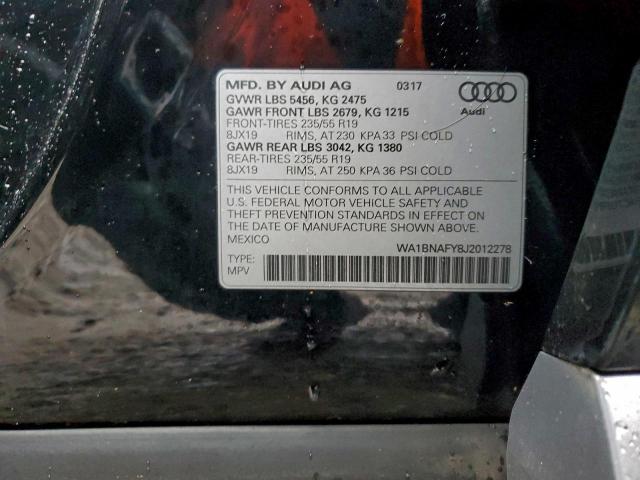 MFD. BY AUDI AG 0317
GVWR LBS 5456, KG 2475
GAWR FRONT LBS 2679, KG 1215
FRONT-TIRES 235/55 R19
8JX19 RIMS, AT 230 KPA 33 PSI COLD
GAWR REAR LBS 3042, KG 1380
REAR-TIRES 235/55 R19
8JX19 RIMS, AT 250 KPA 36 PSI COLD
Audi
THIS VEHICLE CONFORMS TO ALL APPLICABLE
U.S. FEDERAL MOTOR VEHICLE SAFETY AND
THEFT PREVENTION STANDARDS IN EFFECT ON
THE DATE OF MANUFACTURE SHOWN ABOVE.
MEXICO WA1BNAFY8J2012278
TYPE:
MPV